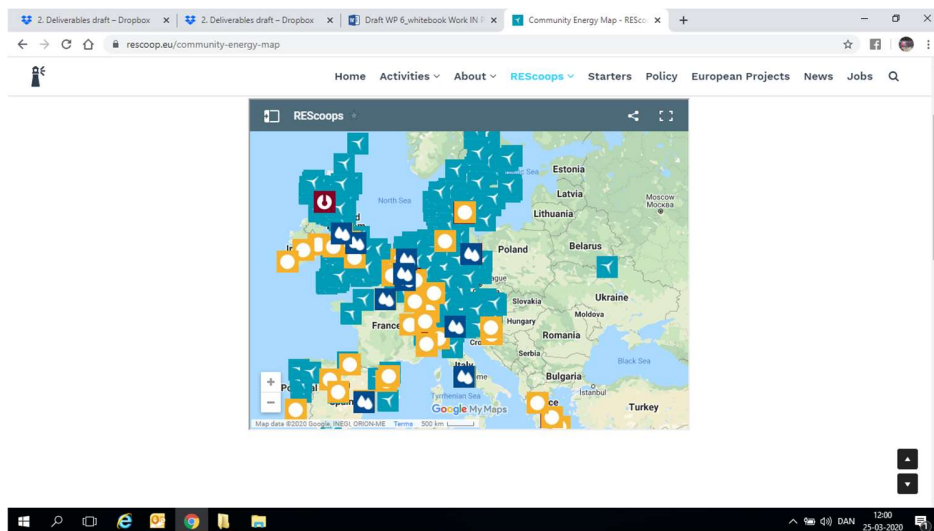 2. Deliverables draft – Dropbox
2. Deliverables draft – Dropbox
Draft WP 6_whitebook Work IN P
Community Energy Map - REScoo
rescoop.eu/community-energy-map
Home Activities About REScoops Starters Policy European Projects News Jobs
REScoops
Estonia
Latvia
Moscow
Москва
North Sea
Lithuania
Belarus
Poland
Ukraine
Slovakia
Moldova
France
Hungary
Romania
Serbia
Italy
Black Sea
Bulgaria
Istanbul
Tyrrhenian Sea
Turkey
Google My Maps
Map data ©2020 Google, INEGI, ORION-ME Terms 500 km
12:00
DAN
25-03-2020